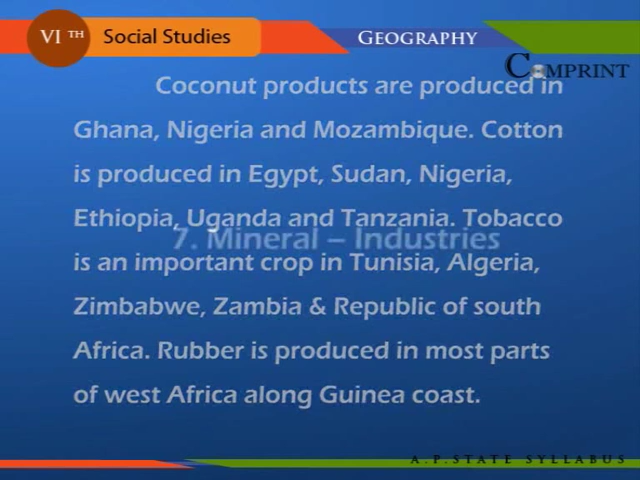 VI TH Social Studies GEOGRAPHY
COMPRINT
Coconut products are produced in
Ghana, Nigeria and Mozambique. Cotton
is produced in Egypt, Sudan, Nigeria,
Ethiopia, Uganda and Tanzania. Tobacco
7. Mineral – Industries
is an important crop in Tunisia, Algeria,
Zimbabwe, Zambia & Republic of south
Africa. Rubber is produced in most parts
of west Africa along Guinea coast.
A.P.STATE SYLLABUS